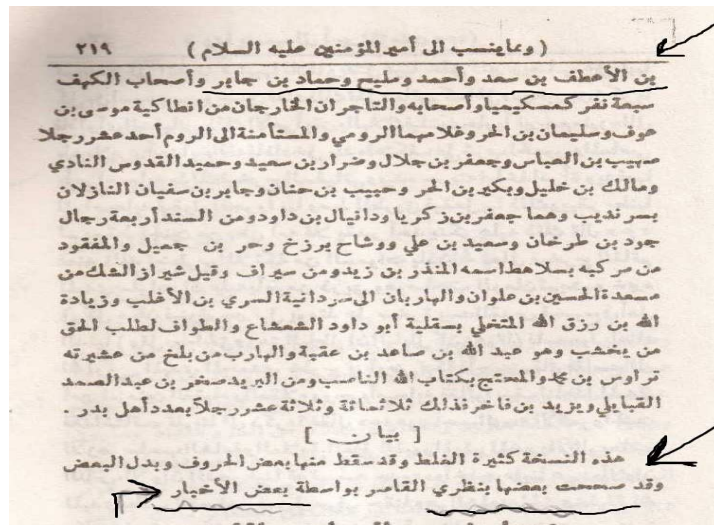 ( ومما ينسب الى أمير المؤمنين عليه السلام ) ٢١٩
بن الأعطف بن سعد وأحمد وسليم وحماد بن جابر وأصحاب الكهف
سبعة نفر كمسكيميا وأصحابه والتاجران الخارجان من انطاكية موسى بن
عوف وسليمان بن الحر وغلامهما الرومي والمستأمنة الى الروم أحد عشر رجلا
صهيب بن العباس وجعفر بن حلال وضرار بن سعيد وحميد القدوس النادي
ومالك بن خليل وبكير بن الحر وحبيب بن حنان وجابر بن سفيان النازلان
بسرنديب وهما جعفر بن زكريا ودانيال بن داود ومن السند أربعة رجال
جود بن طرخان وسعيد بن علي ووشاح برزخ وحر بن جميل والمفقود
من مركبه بسلاهط اسمه المنذر بن زيد ومن سيراف وقيل شيراز الشك من
مسعدة الحسين بن علوان والهاربان الى سردانية السري بن الأغلب وزيادة
الله بن رزق الله المتخلي بسقلية أبو داود الشعشاع والطواف لطلب الحق
من يخشب وهو عبد الله بن صاعد بن عقبة والهارب من بلخ من عشيرته
تراوس بن محمد والمحتج بكتاب الله الناصب ومن البريد صخر بن عبد الصمد
القبايلي ويزيد بن فاخر فذلك ثلاثمائة وثلاثة عشر رجلاً بعدد أهل بدر .
[ بيان ]
هذه النسخة كثيرة الغلط وقد سقط منها بعض الحروف وبدل البعض
وقد صححت بعضها بنظري القاصر بواسطة بعض الأخبار